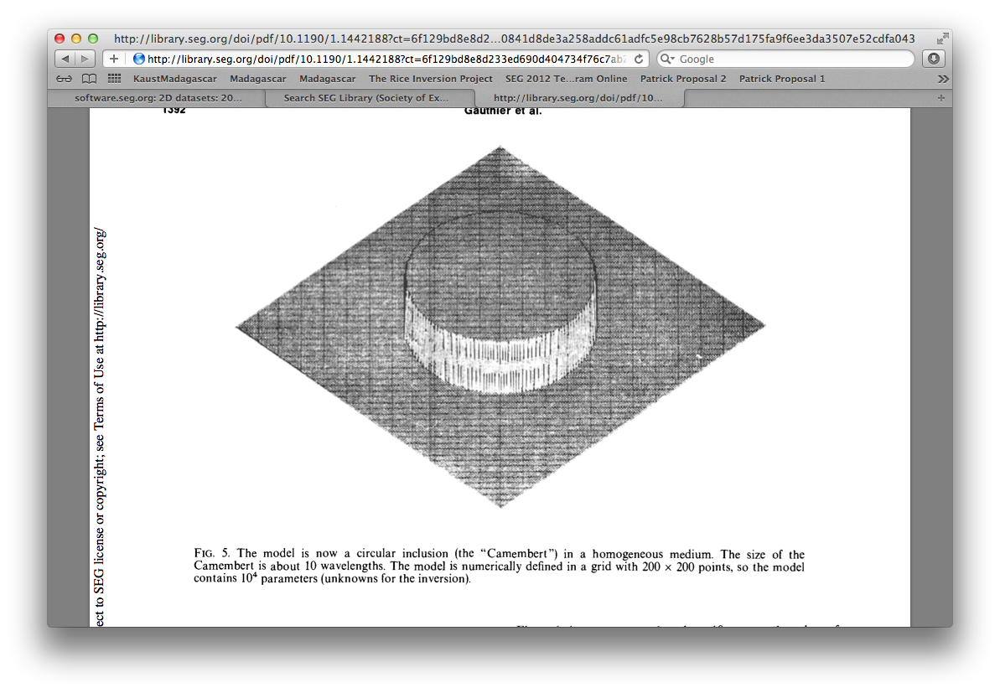 http://library.seg.org/doi/pdf/10.1190/1.1442188?ct=6f129bd8e8d2...0841d8de3a258addc61adfc5e98cb7628b57d175fa9f6ee3da3507e52cdfa043
http://library.seg.org/doi/pdf/10.1190/1.1442188?ct=6f129bd8e8d233ed690d404734f76c7ab
Google
KaustMadagascar Madagascar Madagascar The Rice Inversion Project SEG 2012 Te...ram Online Patrick Proposal 2 Patrick Proposal 1
software.seg.org: 2D datasets: 20... Search SEG Library (Society of Ex... http://library.seg.org/doi/pdf/10...
1392 Gauthier et al.
ect to SEG license or copyright; see Terms of Use at http://library.seg.org/
FIG. 5. The model is now a circular inclusion (the “Camembert”) in a homogeneous medium. The size of the
Camembert is about 10 wavelengths. The model is numerically defined in a grid with 200 × 200 points, so the model
contains 10⁴ parameters (unknowns for the inversion).